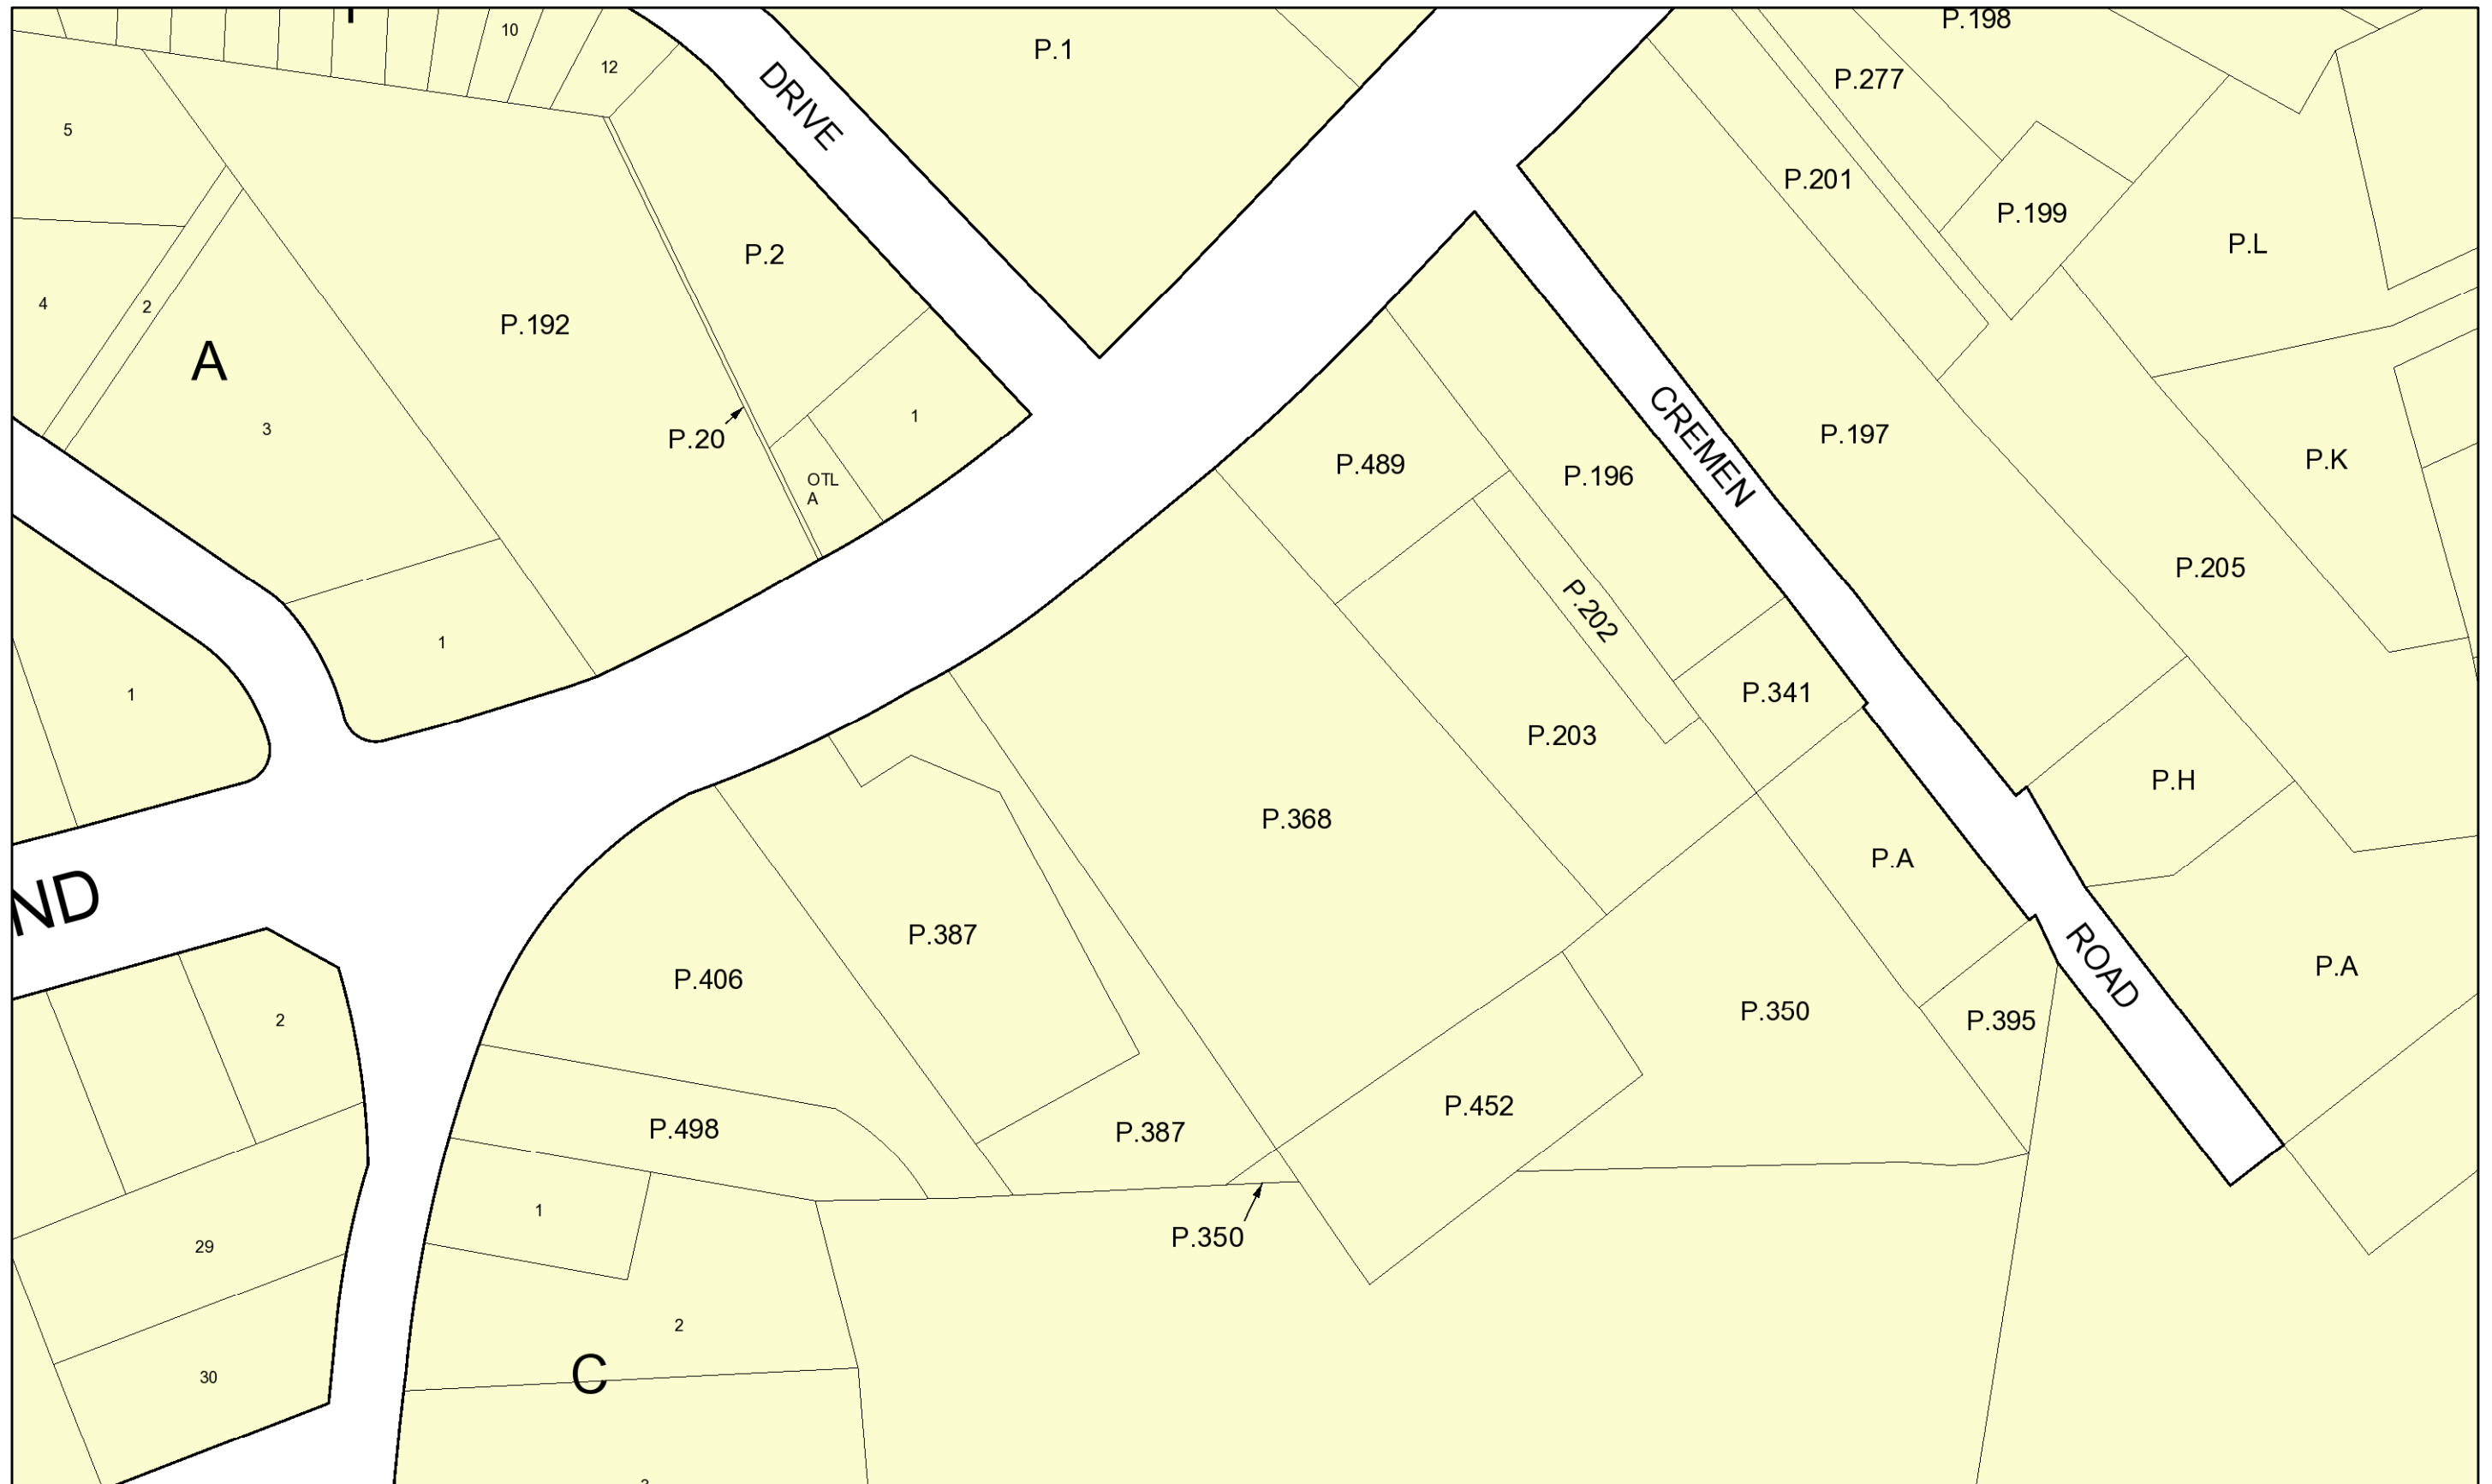 10
P.198
P.1
12
P.277
DRIVE
5
P.201
P.199
P.L
P.2
4
2
P.192
A
1
3
P.20
CREMEN
P.197
P.489
P.K
P.196
OTL
A
P.205
P.202
1
1
P.341
P.203
P.H
P.368
P.A
ND
P.387
ROAD
P.A
P.406
2
P.350
P.395
P.452
P.498
P.387
1
P.350
29
2
C
30